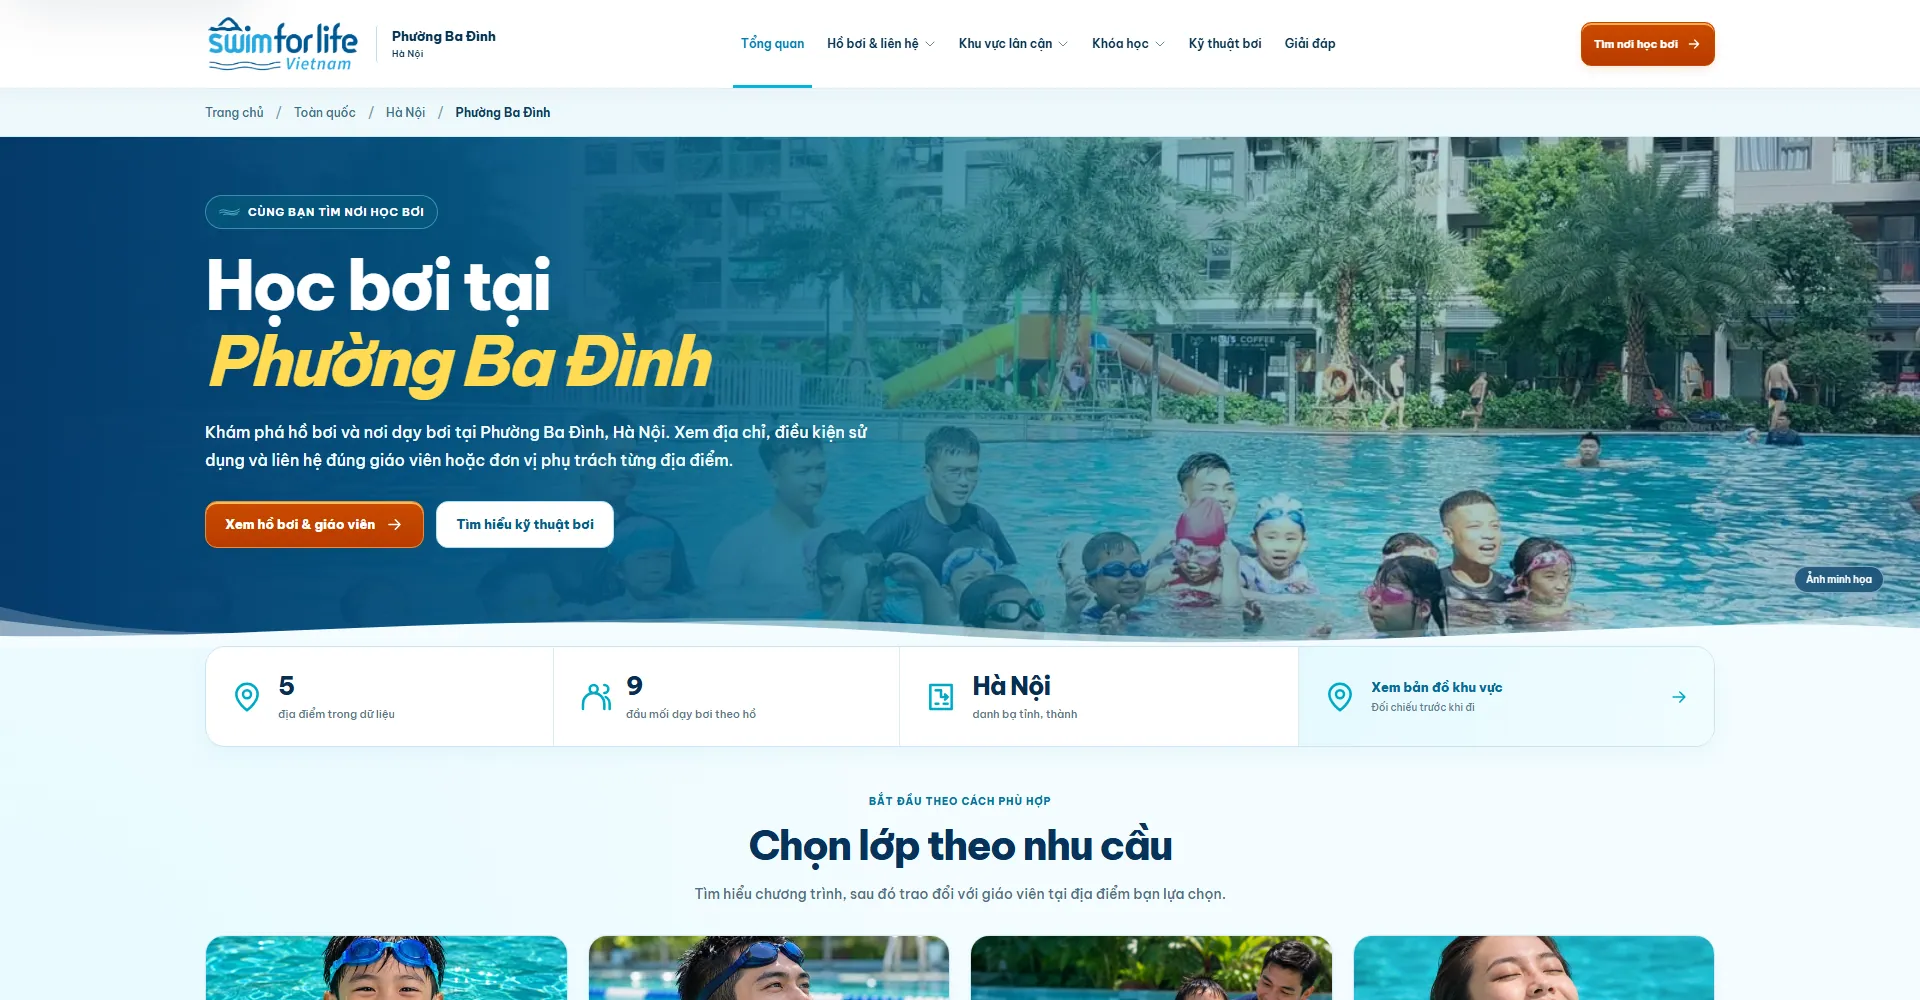 swimforlife
Vietnam
Phường Ba Đình
Hà Nội
Tổng quan
Hồ bơi & liên hệ
Khu vực lân cận
Khóa học
Kỹ thuật bơi
Giải đáp
Tìm nơi học bơi
Trang chủ / Toàn quốc / Hà Nội / Phường Ba Đình
CÙNG BẠN TÌM NƠI HỌC BƠI
Học bơi tại
Phường Ba Đình
Khám phá hồ bơi và nơi dạy bơi tại Phường Ba Đình, Hà Nội. Xem địa chỉ, điều kiện sử
dụng và liên hệ đúng giáo viên hoặc đơn vị phụ trách từng địa điểm.
Xem hồ bơi & giáo viên
Tìm hiểu kỹ thuật bơi
Ảnh minh họa
5
địa điểm trong dữ liệu
9
đầu mối dạy bơi theo hồ
Hà Nội
danh bạ tỉnh, thành
Xem bản đồ khu vực
Đối chiếu trước khi đi
BẮT ĐẦU THEO CÁCH PHÙ HỢP
Chọn lớp theo nhu cầu
Tìm hiểu chương trình, sau đó trao đổi với giáo viên tại địa điểm bạn lựa chọn.